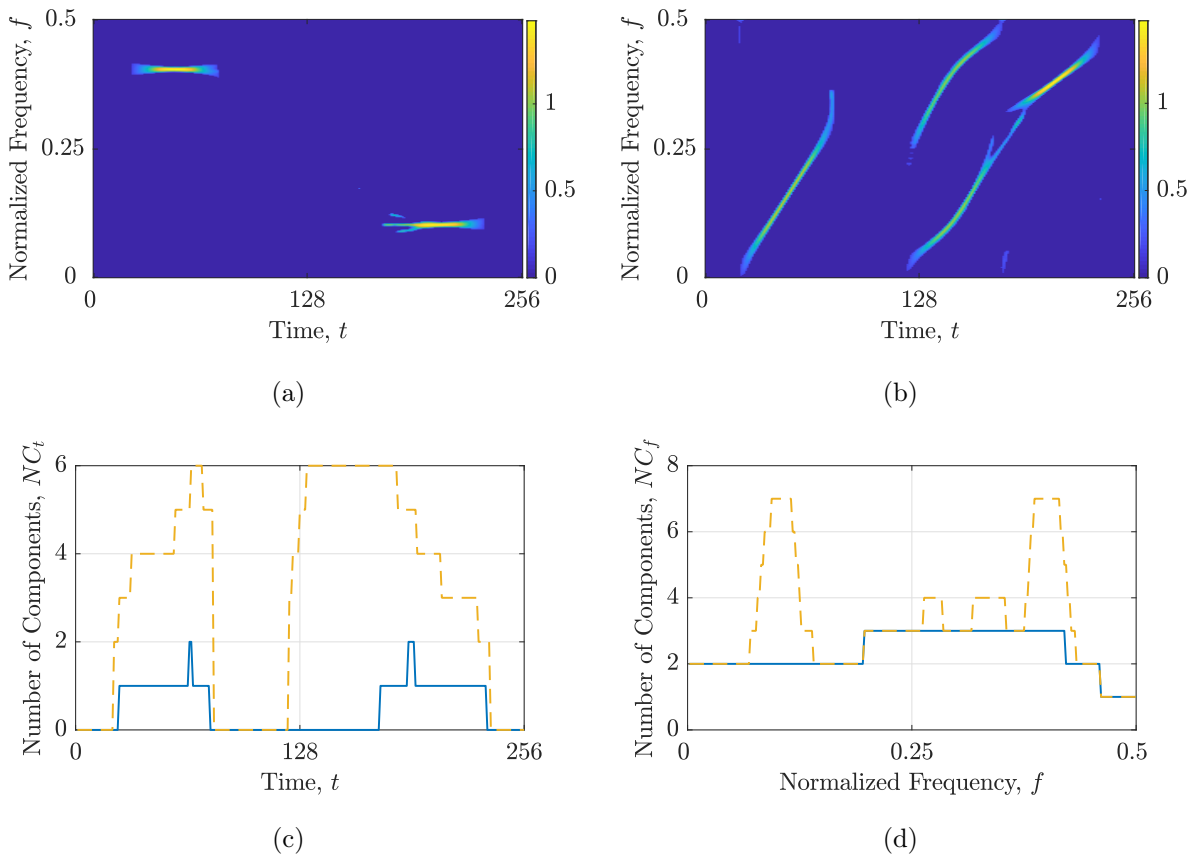 0.5
0.25
0
Normalized Frequency, f
0
128
256
Time, t
1
0.5
0
(a)
0.5
0.25
0
Normalized Frequency, f
0
128
256
Time, t
1
0.5
0
(b)
6
4
2
0
Number of Components, NC_t
0
128
256
Time, t
(c)
8
6
4
2
0
Number of Components, NC_f
0
0.25
0.5
Normalized Frequency, f
(d)